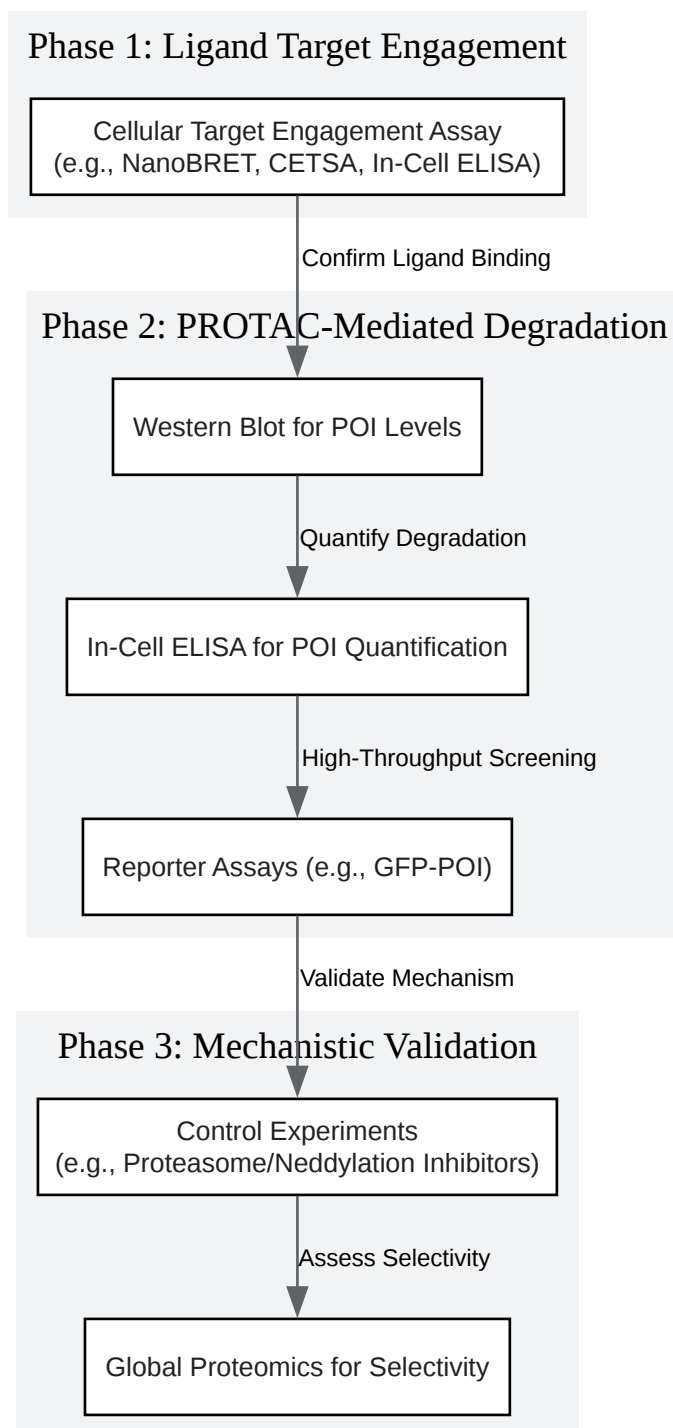 Phase 1: Ligand Target Engagement
Cellular Target Engagement Assay
(e.g., NanoBRET, CETSA, In-Cell ELISA)
Confirm Ligand Binding
Phase 2: PROTAC-Mediated Degradation
Western Blot for POI Levels
Quantify Degradation
In-Cell ELISA for POI Quantification
High-Throughput Screening
Reporter Assays (e.g., GFP-POI)
Validate Mechanism
Phase 3: Mechanistic Validation
Control Experiments
(e.g., Proteasome/Neddylation Inhibitors)
Assess Selectivity
Global Proteomics for Selectivity